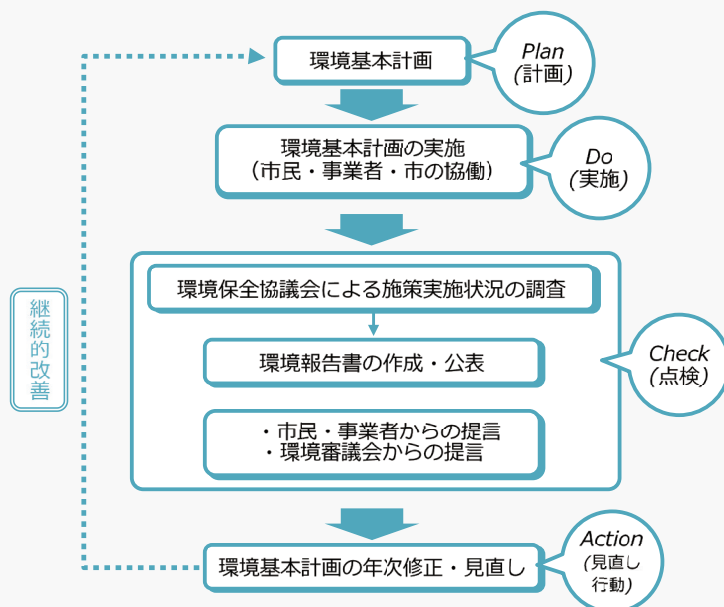 環境基本計画
Plan
(計画)
環境基本計画の実施
(市民・事業者・市の協働)
Do
(実施)
環境保全協議会による施策実施状況の調査
環境報告書の作成・公表
・市民・事業者からの提言
・環境審議会からの提言
Check
(点検)
継続的改善
環境基本計画の年次修正・見直し
Action
(見直し
行動)